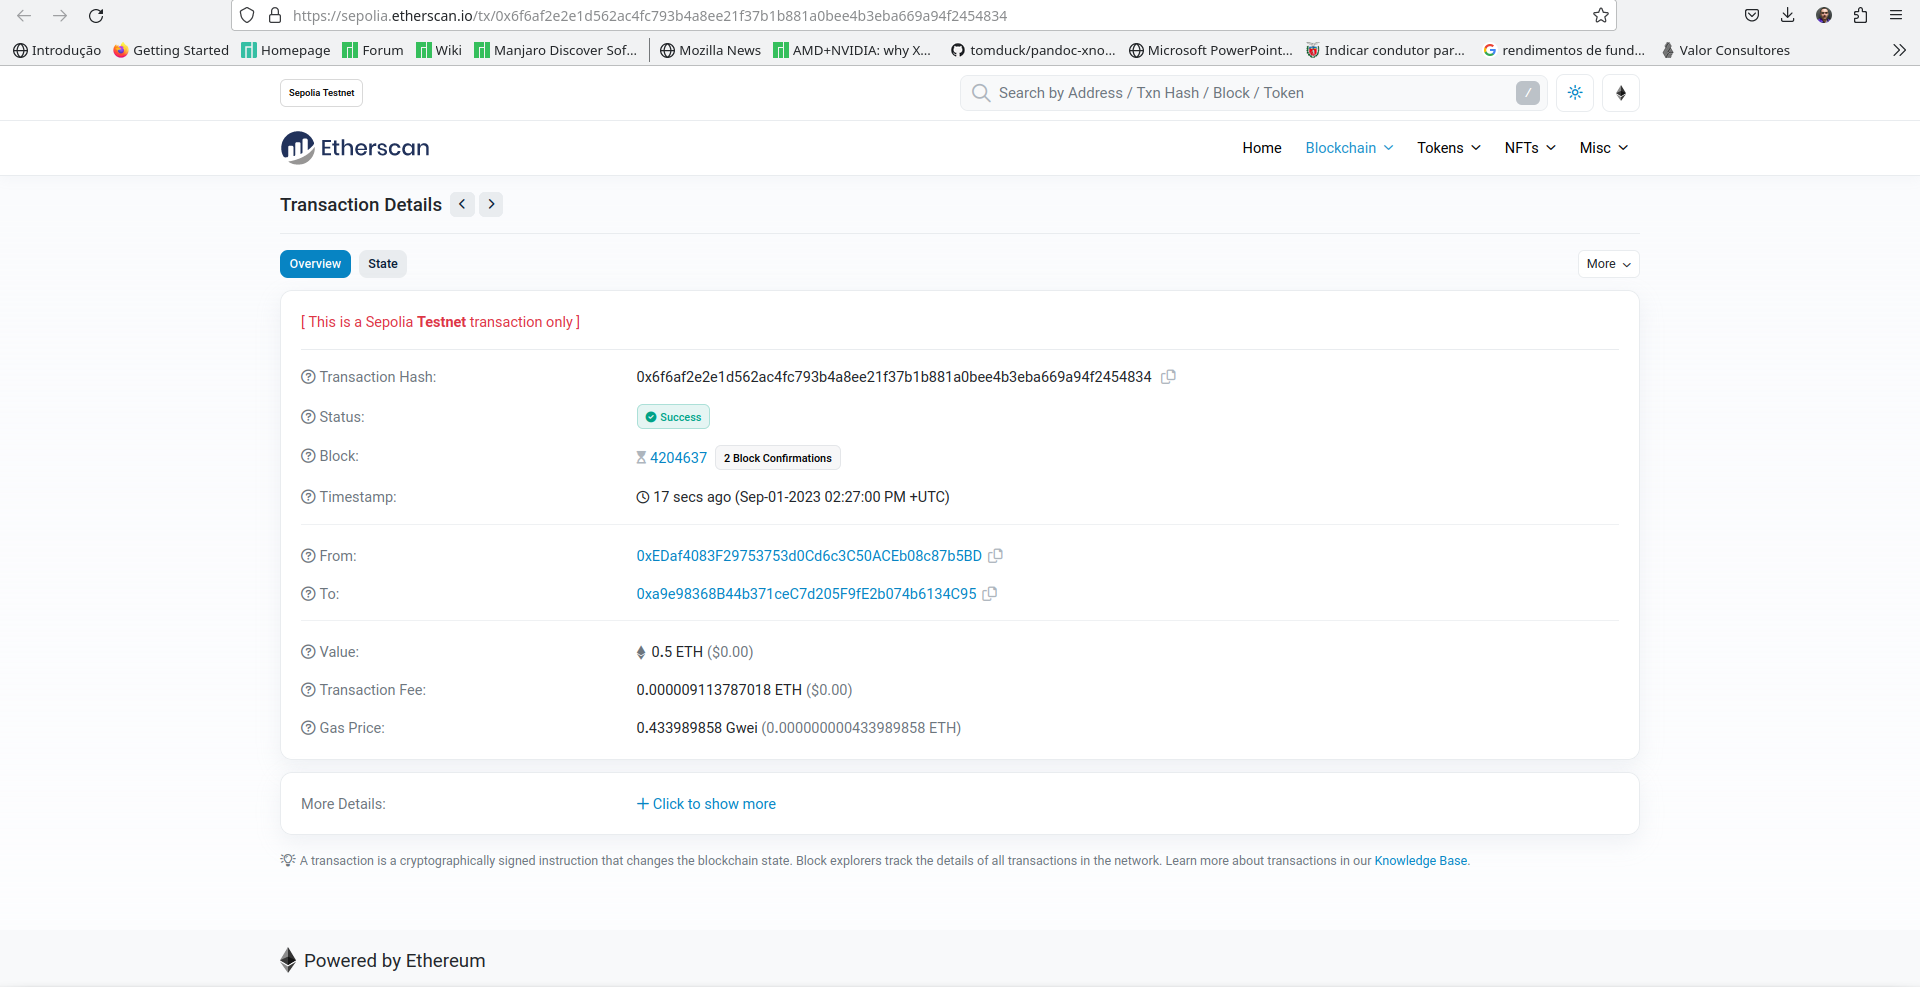 https://sepolia.etherscan.io/tx/0x6f6af2e2e1d562ac4fc793b4a8ee21f37b1b881a0bee4b3eba669a94f2454834
Introdução Getting Started Homepage Forum Wiki Manjaro Discover Sof… Mozilla News AMD+NVIDIA: why X… tomduck/pandoc-xno… Microsoft PowerPoint… Indicar condutor par… rendimentos de fund… Valor Consultores
Sepolia Testnet
Search by Address / Txn Hash / Block / Token /
Etherscan
Home Blockchain Tokens NFTs Misc
Transaction Details
Overview State More
[ This is a Sepolia Testnet transaction only ]
Transaction Hash: 0x6f6af2e2e1d562ac4fc793b4a8ee21f37b1b881a0bee4b3eba669a94f2454834
Status: Success
Block: 4204637 2 Block Confirmations
Timestamp: 17 secs ago (Sep-01-2023 02:27:00 PM +UTC)
From: 0xEDaf4083F29753753d0Cd6c3C50ACEb08c87b5BD
To: 0xa9e98368B44b371ceC7d205F9fE2b074b6134C95
Value: 0.5 ETH ($0.00)
Transaction Fee: 0.000009113787018 ETH ($0.00)
Gas Price: 0.433989858 Gwei (0.000000000433989858 ETH)
More Details: Click to show more
A transaction is a cryptographically signed instruction that changes the blockchain state. Block explorers track the details of all transactions in the network. Learn more about transactions in our Knowledge Base.
Powered by Ethereum